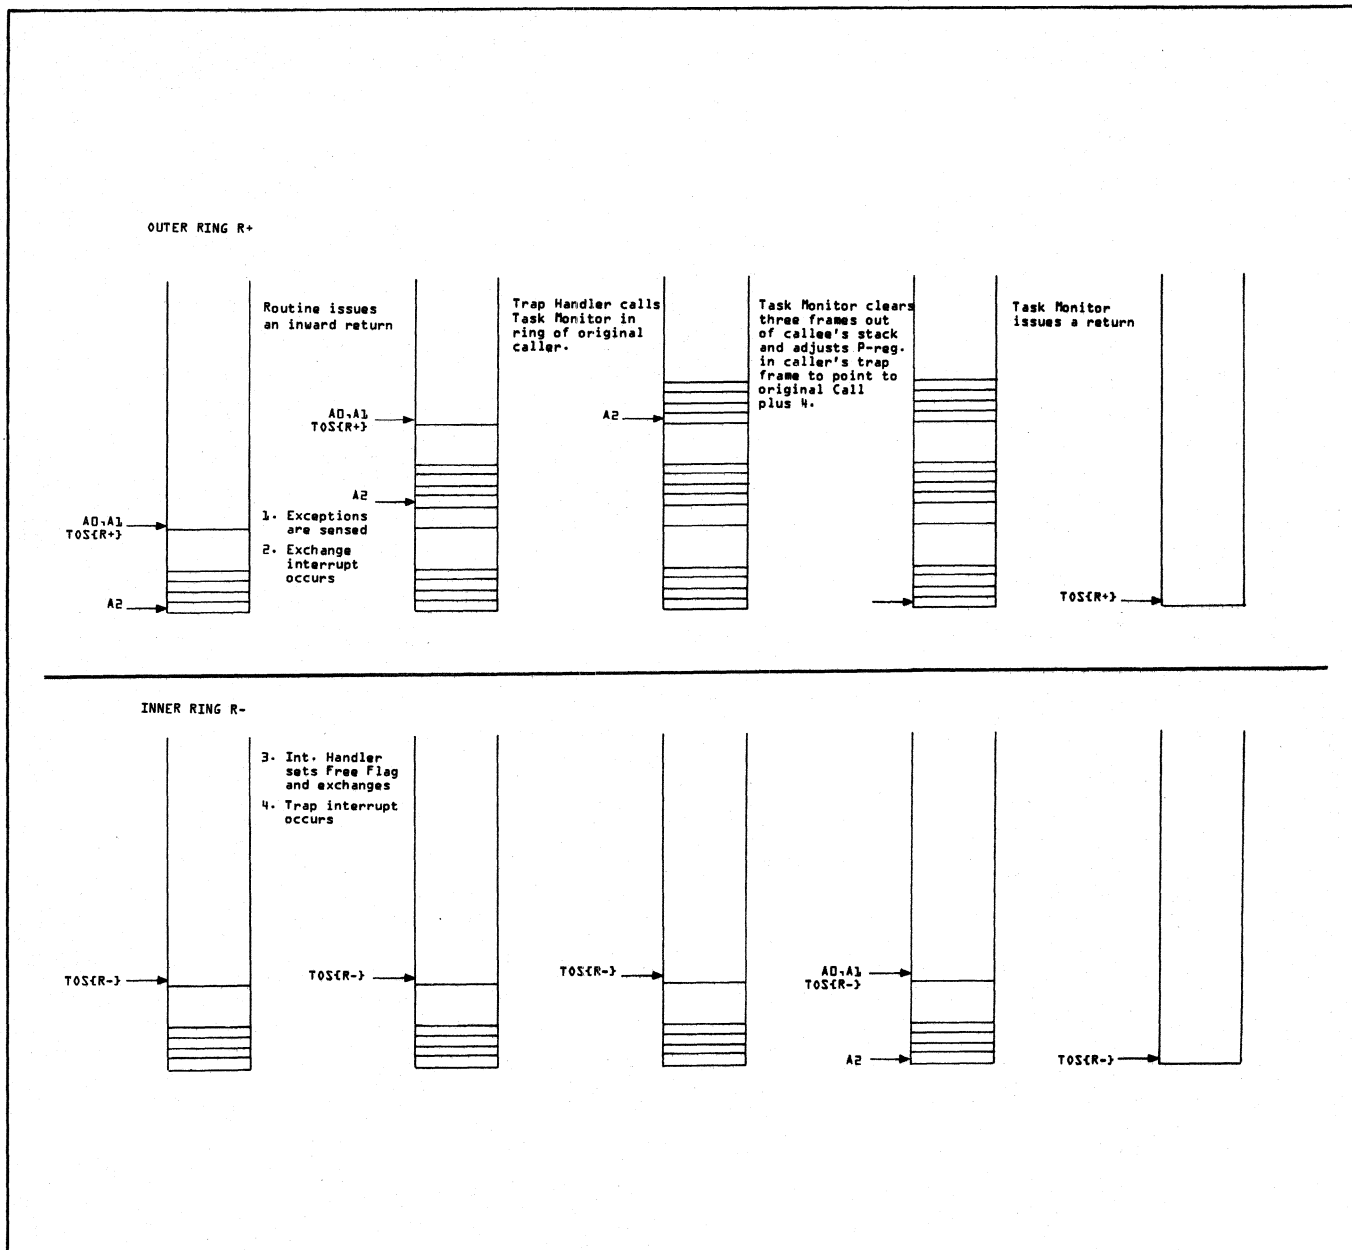 OUTER RING R+
Routine issues
an inward return
Trap Handler calls
Task Monitor in
ring of original
caller.
Task Monitor clears
three frames out
of callee's stack
and adjusts P-reg.
in caller's trap
frame to point to
original Call
plus 4.
Task Monitor
issues a return
A0,A1
TOS{R+}
A2
A2
A0,A1
TOS{R+}
1. Exceptions
are sensed
2. Exchange
interrupt
occurs
A2
TOS{R+}
INNER RING R-
3. Int. Handler
sets Free Flag
and exchanges
4. Trap interrupt
occurs
TOS{R-}
TOS{R-}
TOS{R-}
A0,A1
TOS{R-}
A2
TOS{R-}